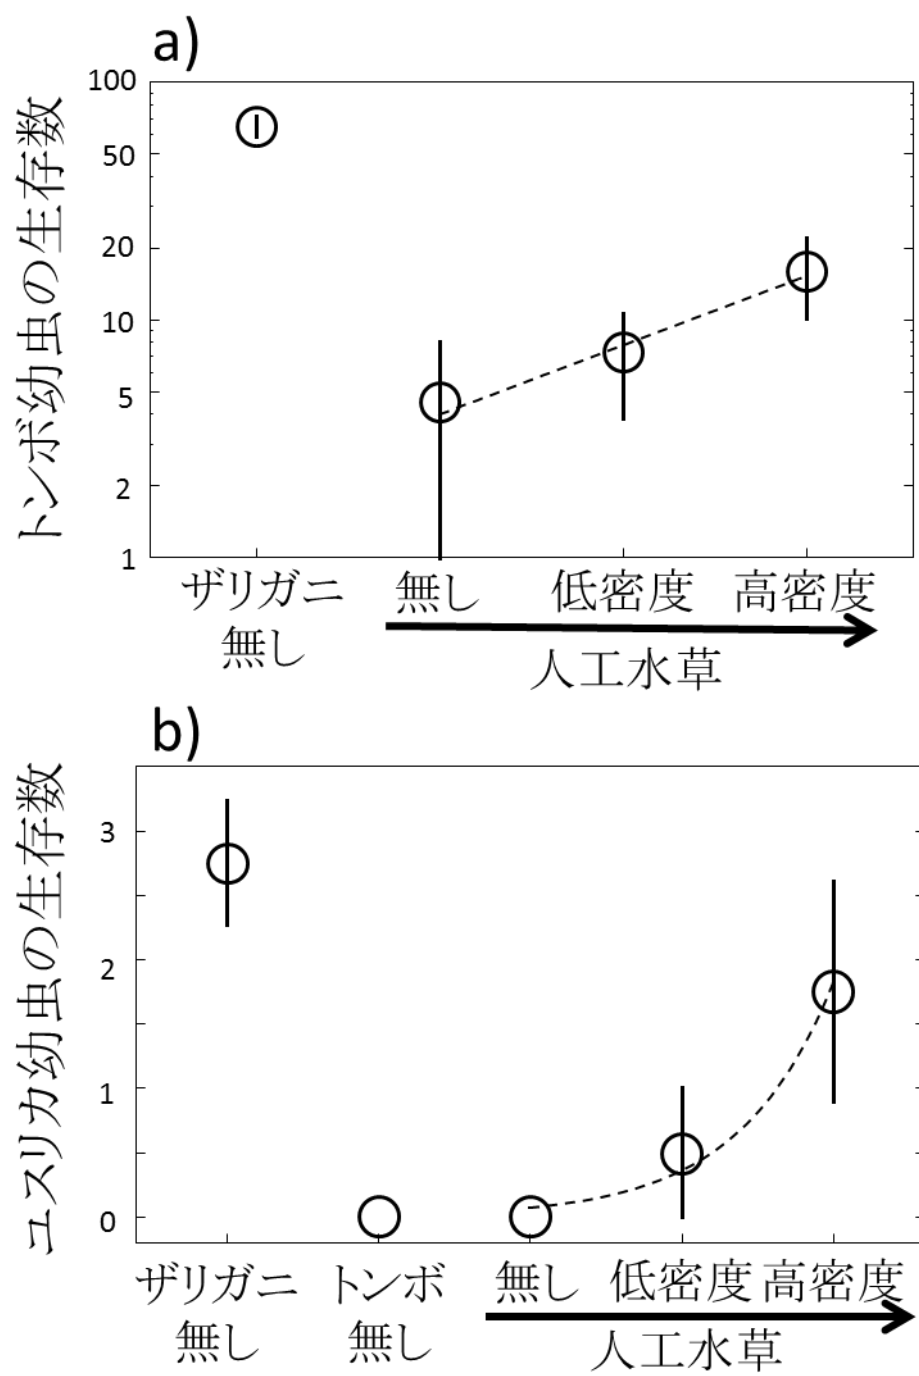 a)
トンボ幼虫の生存数
100
50
20
10
5
2
1
ザリガニ
無し
無し
低密度
高密度
人工水草
b)
ユスリカ幼虫の生存数
3
2
1
0
ザリガニ
無し
トンボ
無し
無し
低密度
高密度
人工水草